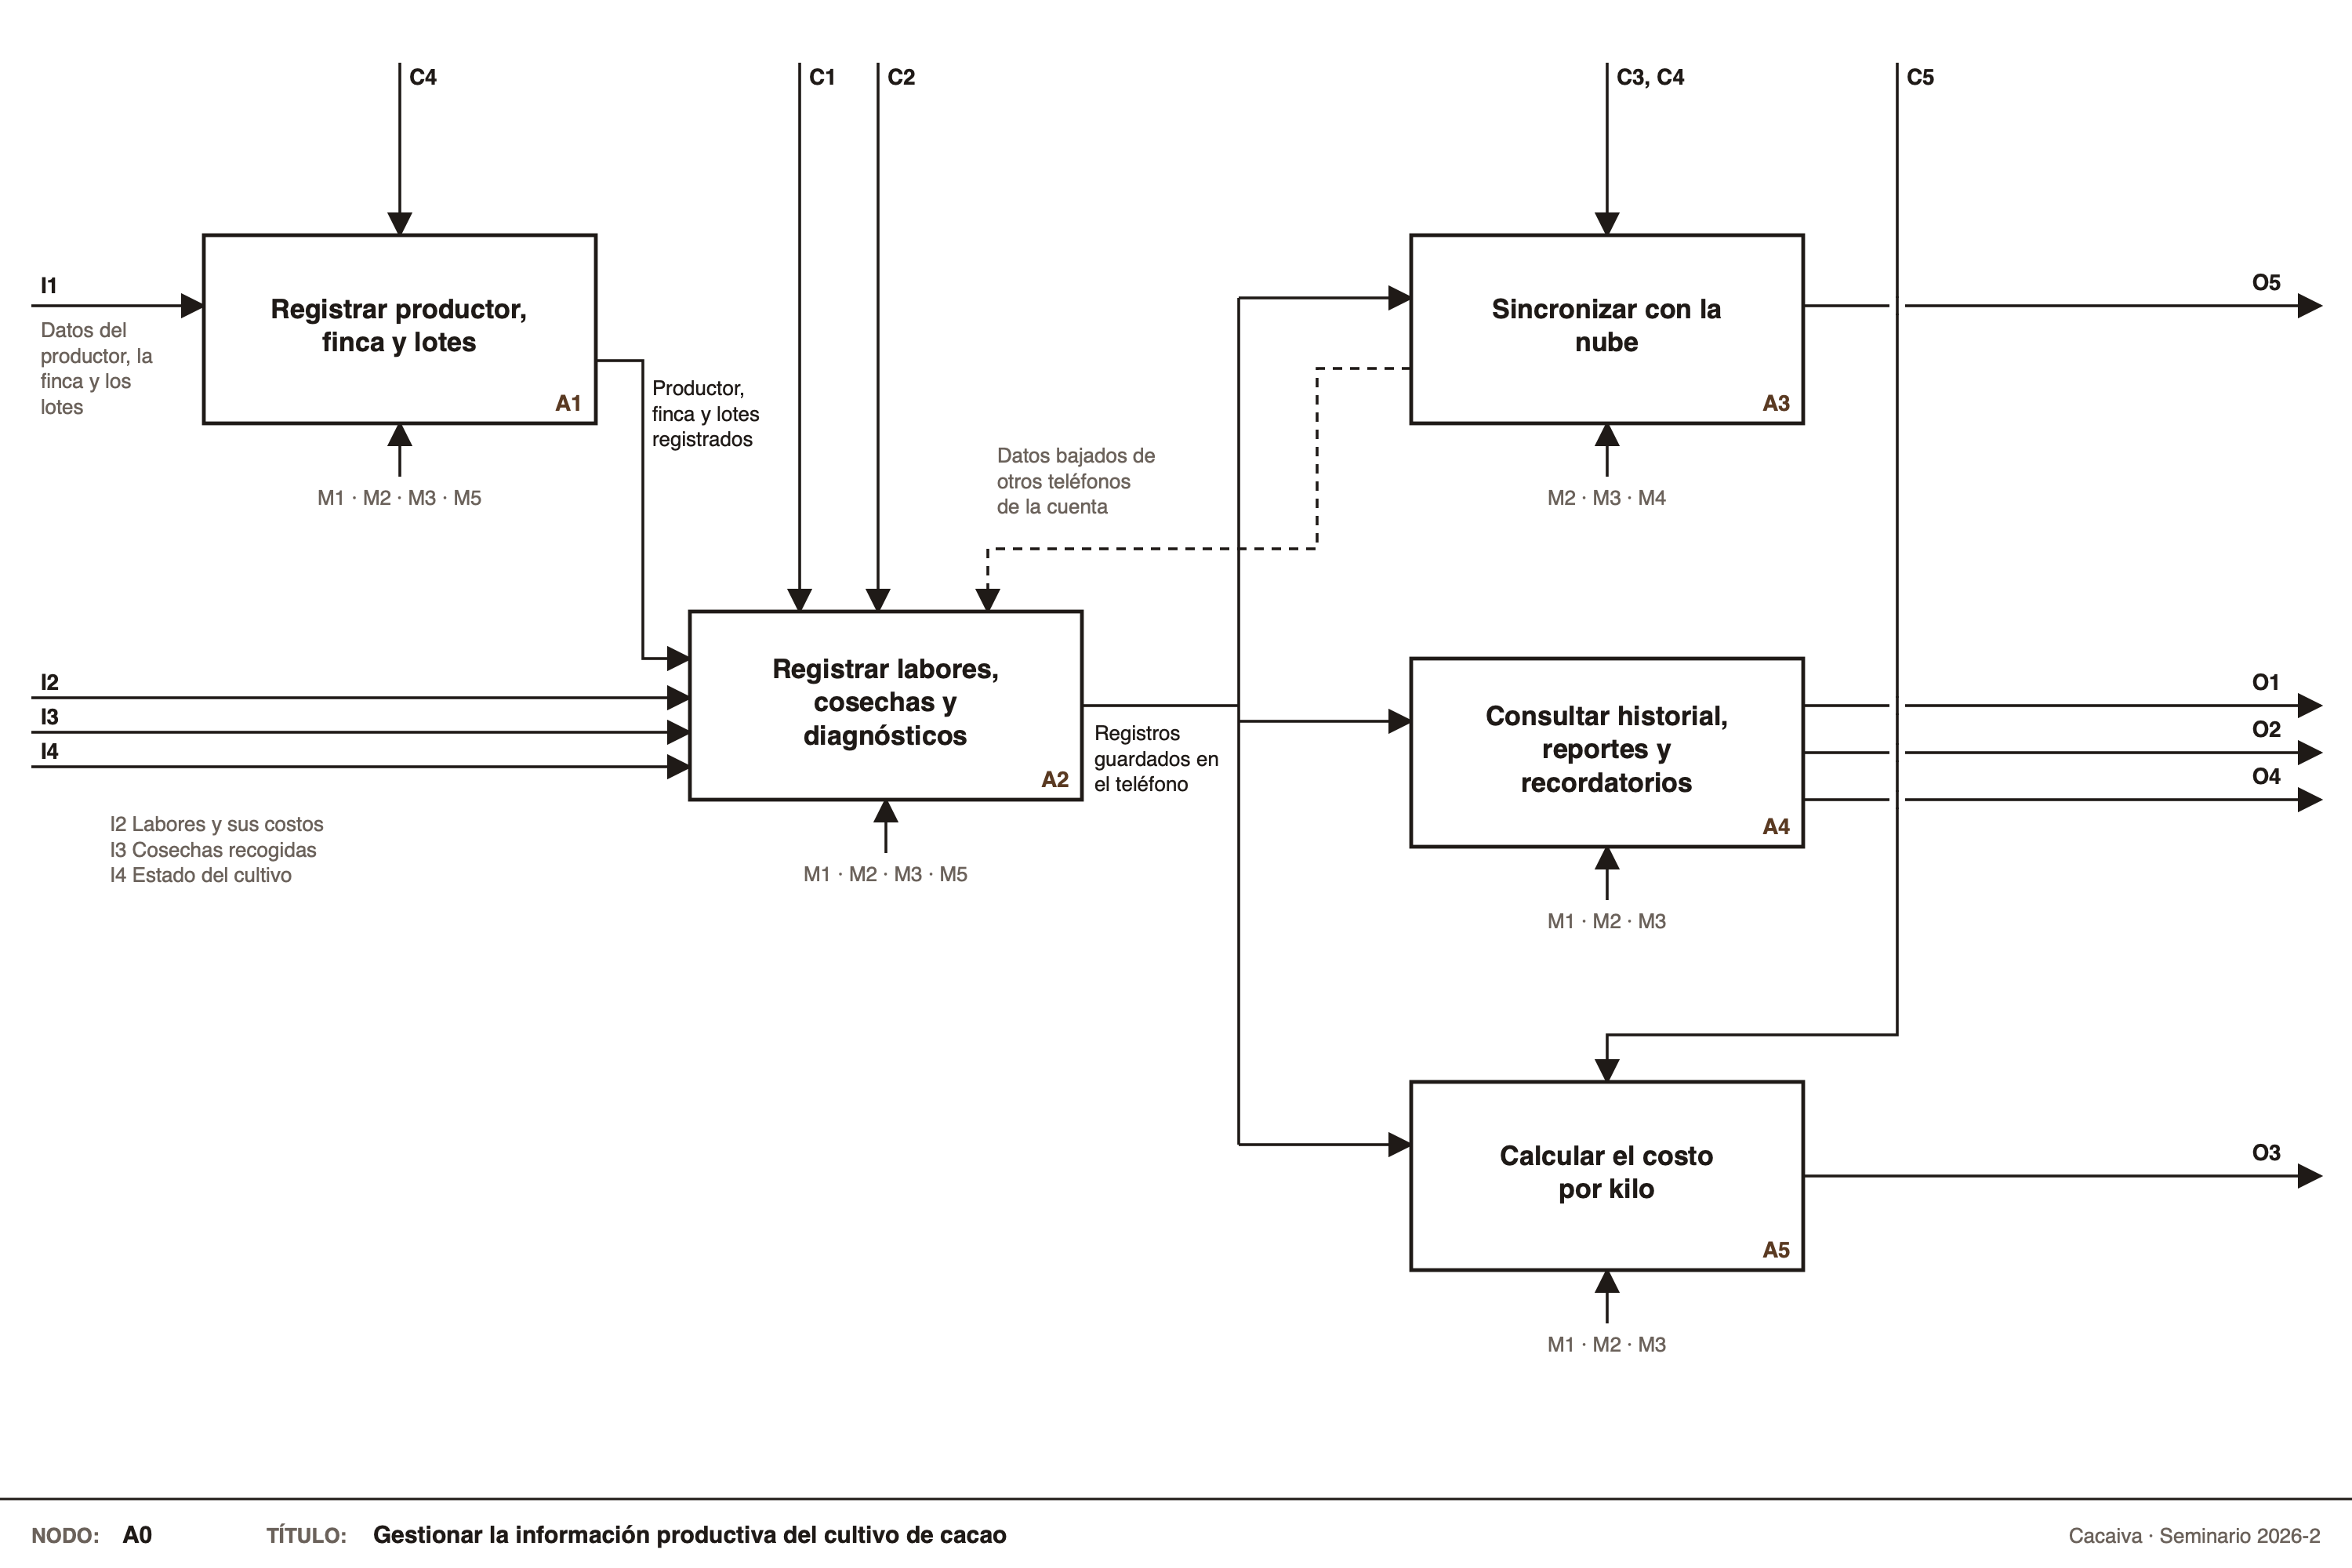 C4
C1
C2
C3, C4
C5
I1
Datos del
productor, la
finca y los
lotes
Registrar productor,
finca y lotes
A1
M1 · M2 · M3 · M5
Productor,
finca y lotes
registrados
Datos bajados de
otros teléfonos
de la cuenta
Sincronizar con la
nube
A3
M2 · M3 · M4
O5
I2
I3
I4
I2 Labores y sus costos
I3 Cosechas recogidas
I4 Estado del cultivo
Registrar labores,
cosechas y
diagnósticos
A2
M1 · M2 · M3 · M5
Registros
guardados en
el teléfono
Consultar historial,
reportes y
recordatorios
A4
M1 · M2 · M3
O1
O2
O4
Calcular el costo
por kilo
A5
M1 · M2 · M3
O3
NODO: A0 TÍTULO: Gestionar la información productiva del cultivo de cacao Cacaiva · Seminario 2026-2